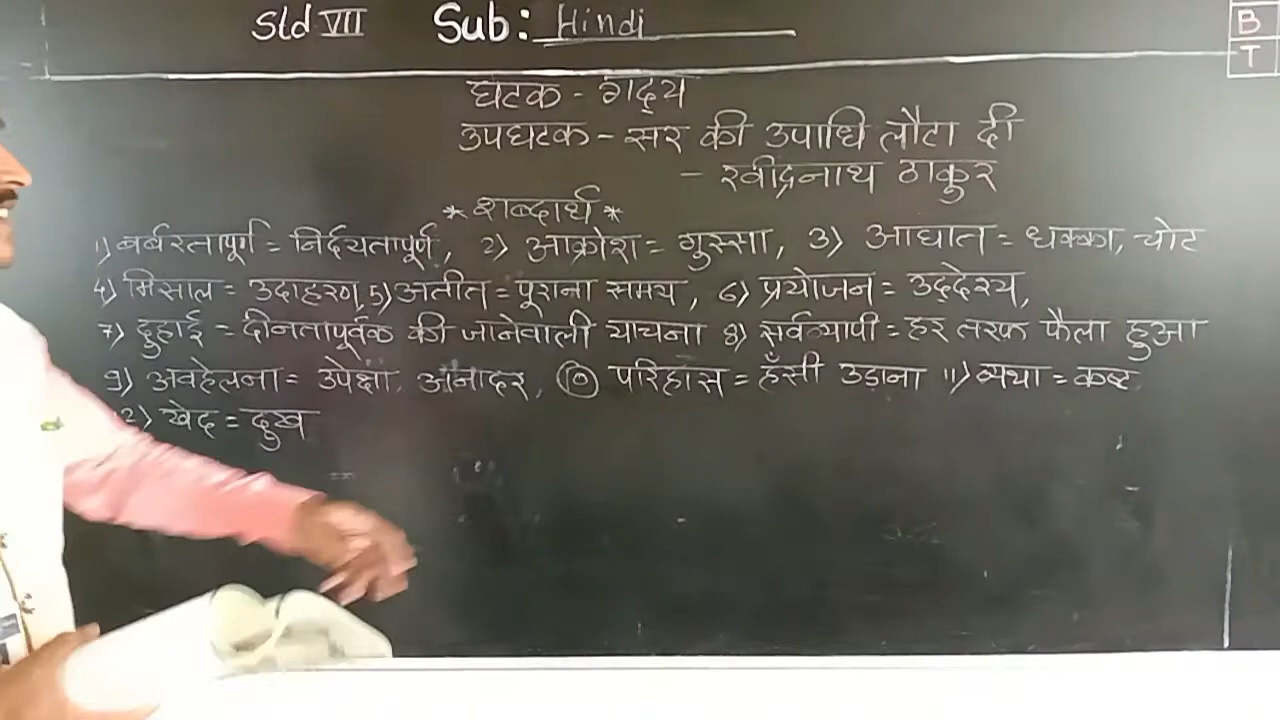 Std VII Sub: Hindi
B
T
घटक - गद्य
उपघटक - सर की उपाधि लौटा दी
- रवींद्रनाथ ठाकुर
* शब्दार्थ *
1) बर्बरतापूर्ण = निर्दयतापूर्ण, 2) आक्रोश = गुस्सा, 3) आघात = धक्का, चोट
4) मिसाल = उदाहरण, 5) अतीत = पूराना समय, 6) प्रयोजन = उद्देश्य,
7) दुहाई = दीनतापूर्वक की जानेवाली याचना 8) सर्वव्यापी = हर तरफ फैला हुआ
9) अवहेलना = उपेक्षा, अनादर, 10 परिहास = हँसी उड़ाना 11) व्यथा = कष्ट
12) खेद = दुख